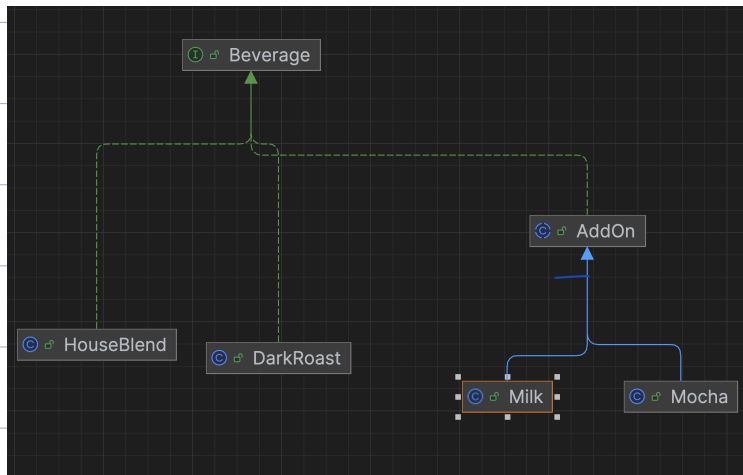 Beverage
AddOn
HouseBlend
DarkRoast
Milk
Mocha